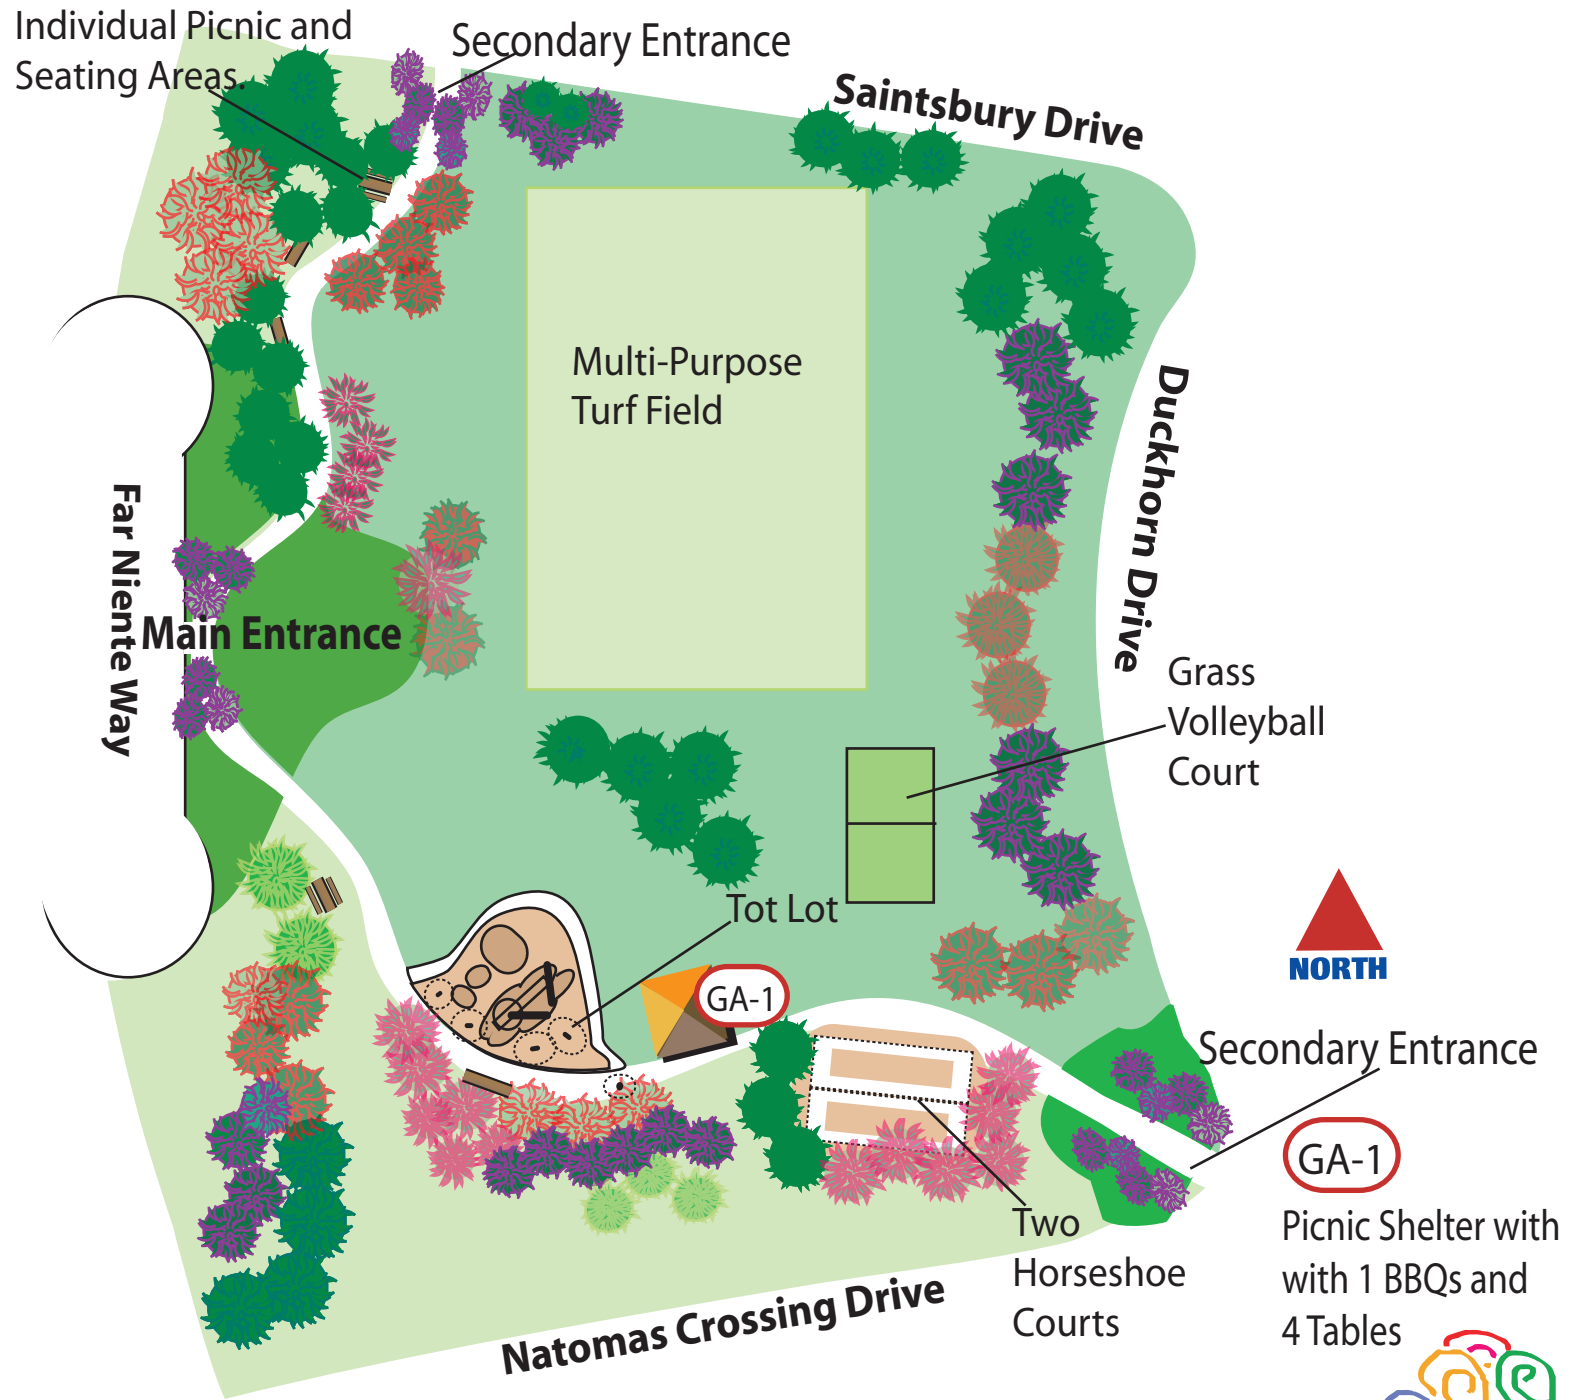 Individual Picnic and
Seating Areas.
Secondary Entrance
Saintsbury Drive
Multi-Purpose
Turf Field
Duckhorn Drive
Far Niente Way
Main Entrance
Grass
Volleyball
Court
Tot Lot
GA-1
NORTH
Secondary Entrance
GA-1
Picnic Shelter with
with 1 BBQs and
4 Tables
Two
Horseshoe
Courts
Natomas Crossing Drive